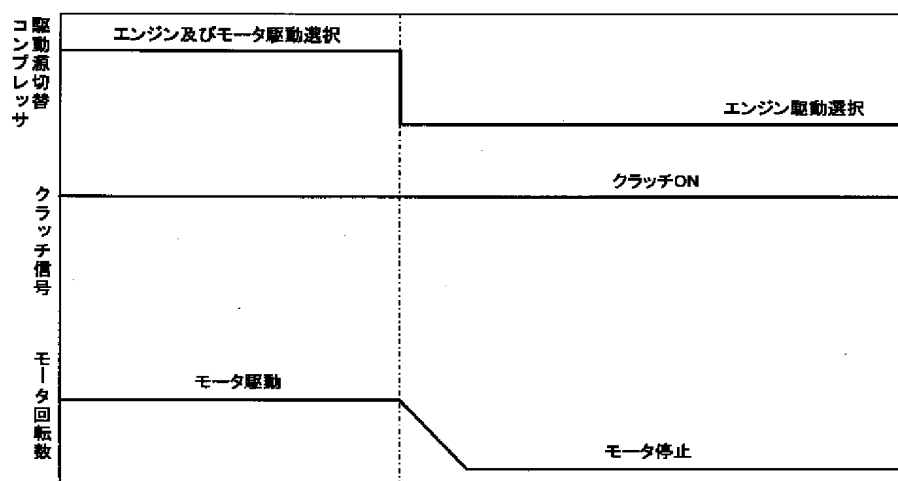 コンプレッサ
駆動源切替
エンジン及びモータ駆動選択
エンジン駆動選択
クラッチ信号
クラッチON
モータ回転数
モータ駆動
モータ停止